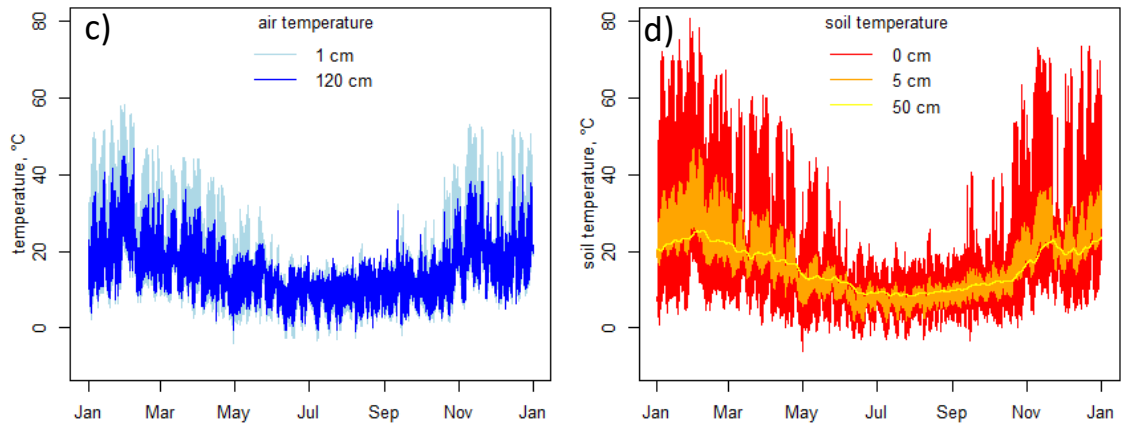 c)
air temperature
1 cm
120 cm
temperature, °C
80
60
40
20
0
Jan Mar May Jul Sep Nov Jan
d)
soil temperature
0 cm
5 cm
50 cm
soil temperature, °C
80
60
40
20
0
Jan Mar May Jul Sep Nov Jan